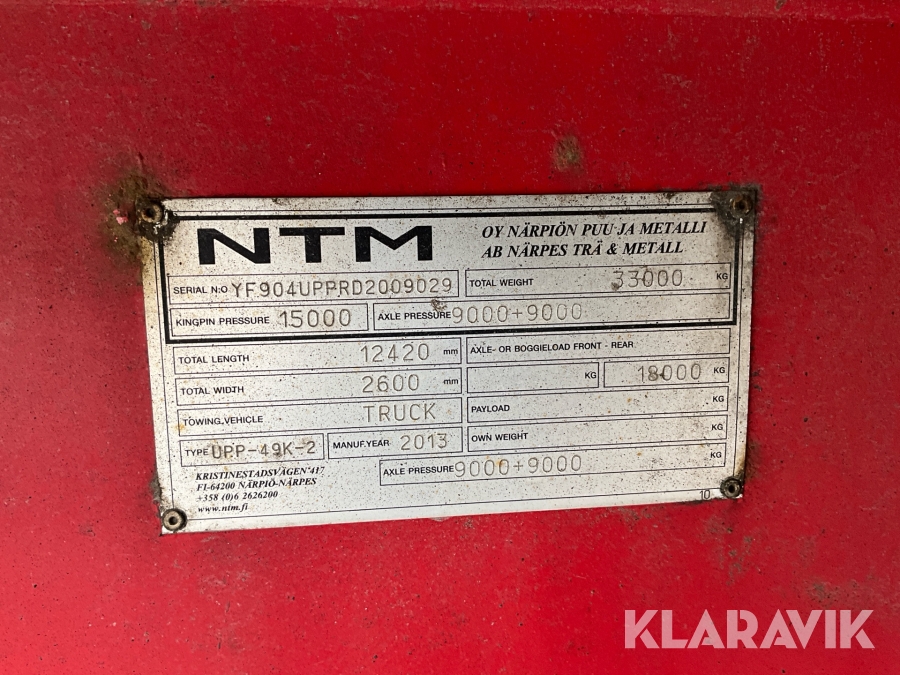 NTM
OY NÄRPIÖN PUU JA METALLI
AB NÄRPES TRÄ & METALL
SERIAL N:O YF904UPPRD2009029
TOTAL WEIGHT 33000 KG
KINGPIN PRESSURE 15000
AXLE PRESSURE 9000+9000
TOTAL LENGTH 12420 mm
AXLE- OR BOGGIELOAD FRONT - REAR
TOTAL WIDTH 2600 mm
KG 18000 KG
TOWING.VEHICLE TRUCK
PAYLOAD KG
TYPE UPP-49K-2
MANUF.YEAR 2013
OWN WEIGHT KG
AXLE PRESSURE 9000+9000 KG
KRISTINESTADSVÄGEN 417
FI-64200 NÄRPIÖ-NÄRPES
+358 (0)6 2626200
www.ntm.fi
10
KLARAVIK